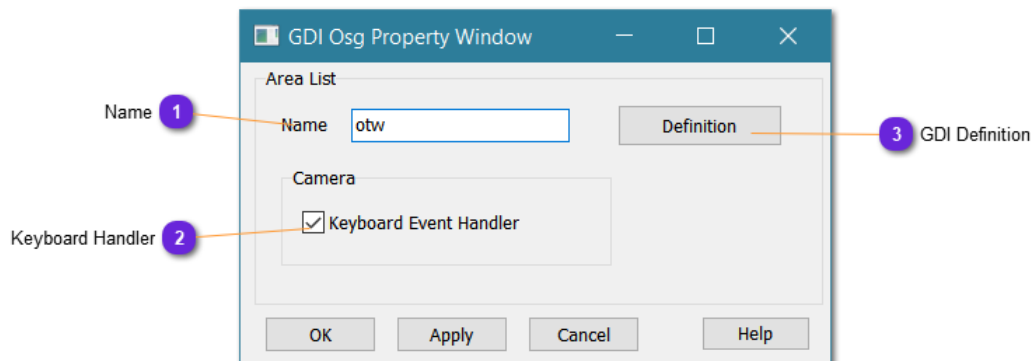 GDI Osg Property Window
Area List
Name 1
Name otw
Definition
3 GDI Definition
Camera
Keyboard Event Handler
Keyboard Handler 2
OK Apply Cancel Help